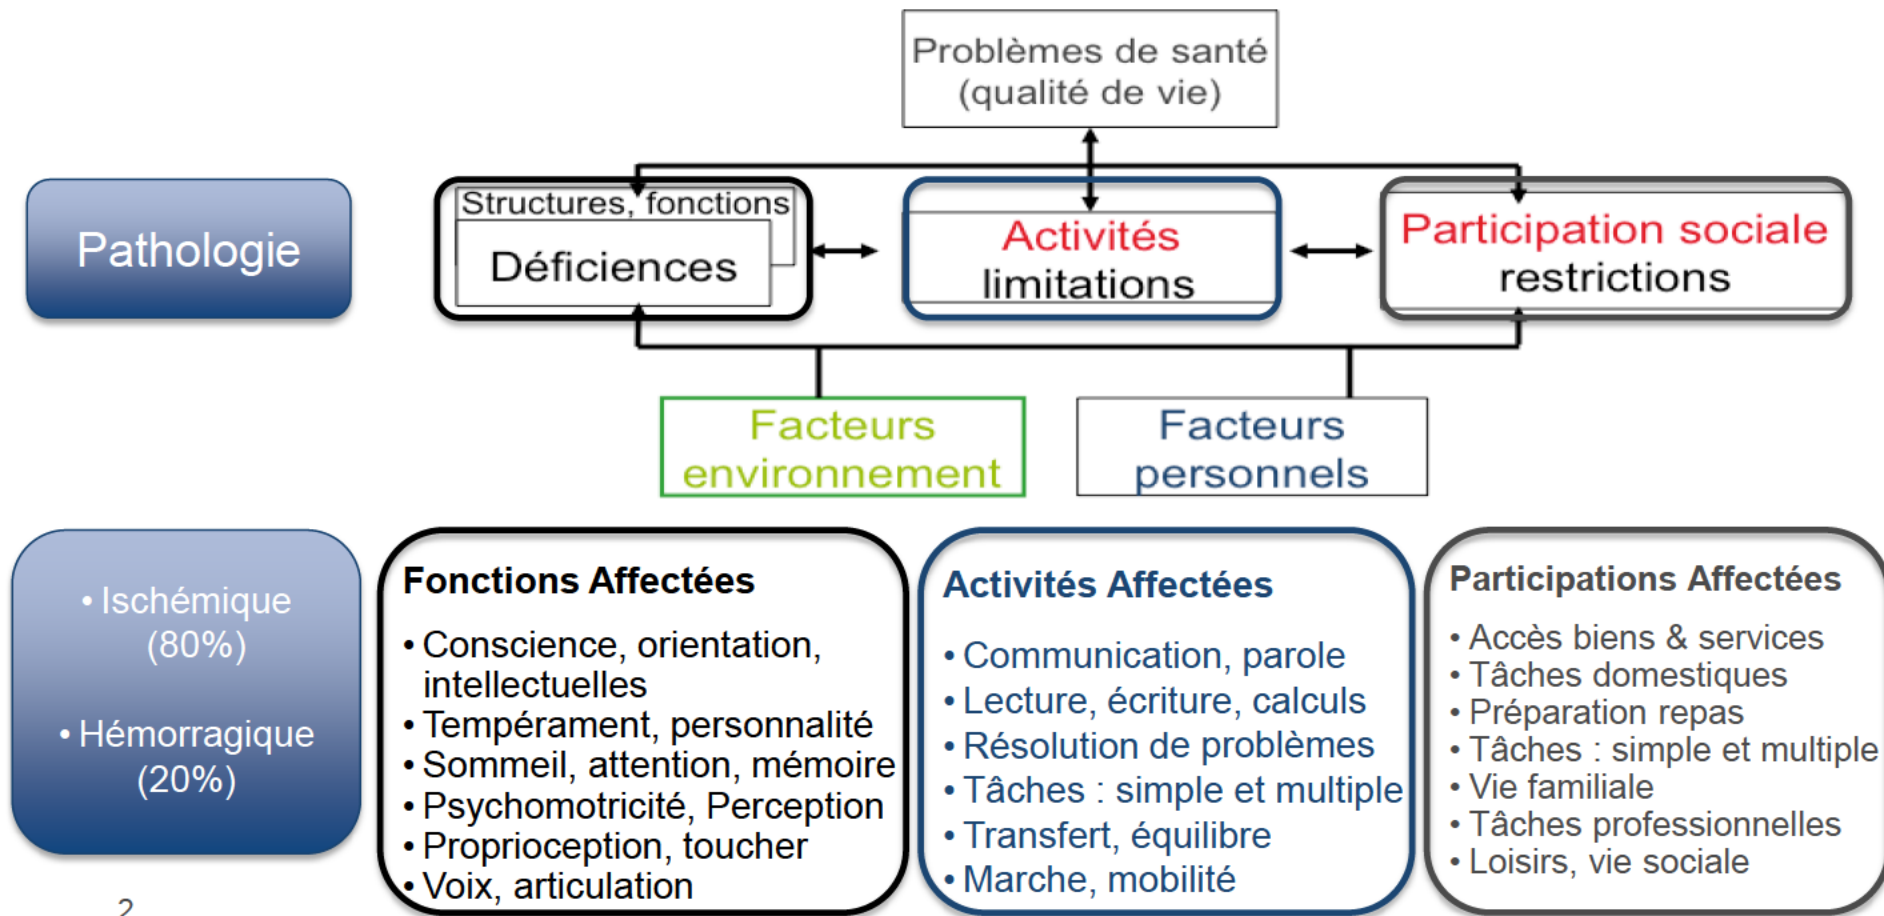 Problèmes de santé
(qualité de vie)
Pathologie
Structures, fonctions
Déficiences
Activités
limitations
Participation sociale
restrictions
Facteurs
environnement
Facteurs
personnels
• Ischémique
(80%)
• Hémorragique
(20%)
Fonctions Affectées
• Conscience, orientation,
intellectuelles
• Tempérament, personnalité
• Sommeil, attention, mémoire
• Psychomotricité, Perception
• Proprioception, toucher
• Voix, articulation
Activités Affectées
• Communication, parole
• Lecture, écriture, calculs
• Résolution de problèmes
• Tâches : simple et multiple
• Transfert, équilibre
• Marche, mobilité
Participations Affectées
• Accès biens & services
• Tâches domestiques
• Préparation repas
• Tâches : simple et multiple
• Vie familiale
• Tâches professionnelles
• Loisirs, vie sociale
2